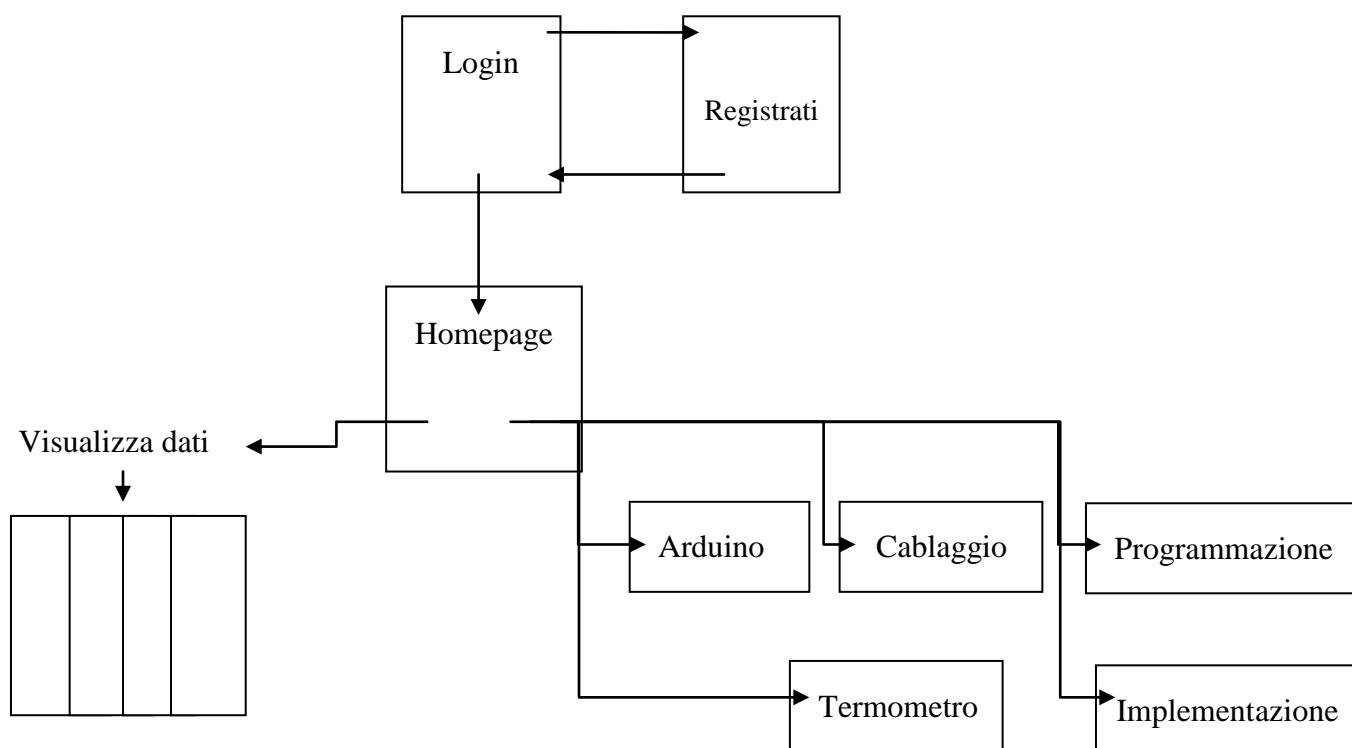 Login
Registrati
Homepage
Visualizza dati
Arduino
Cablaggio
Programmazione
Termometro
Implementazione